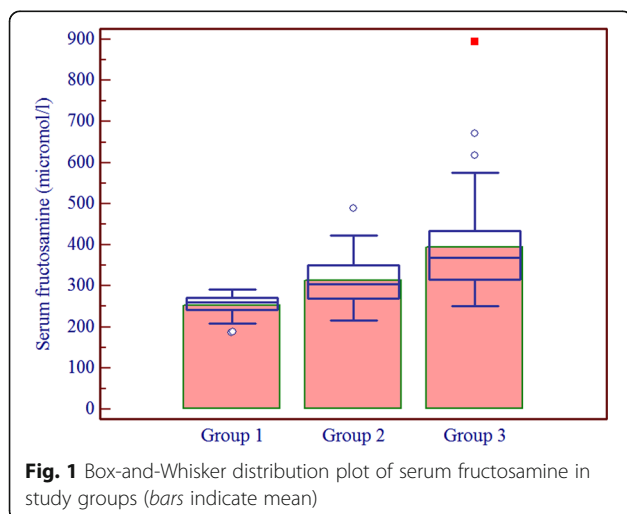 900
800
700
600
500
400
300
200
100
0
Serum fructosamine (micromol/l)
Group 1 Group 2 Group 3
Fig. 1 Box-and-Whisker distribution plot of serum fructosamine in
study groups (bars indicate mean)